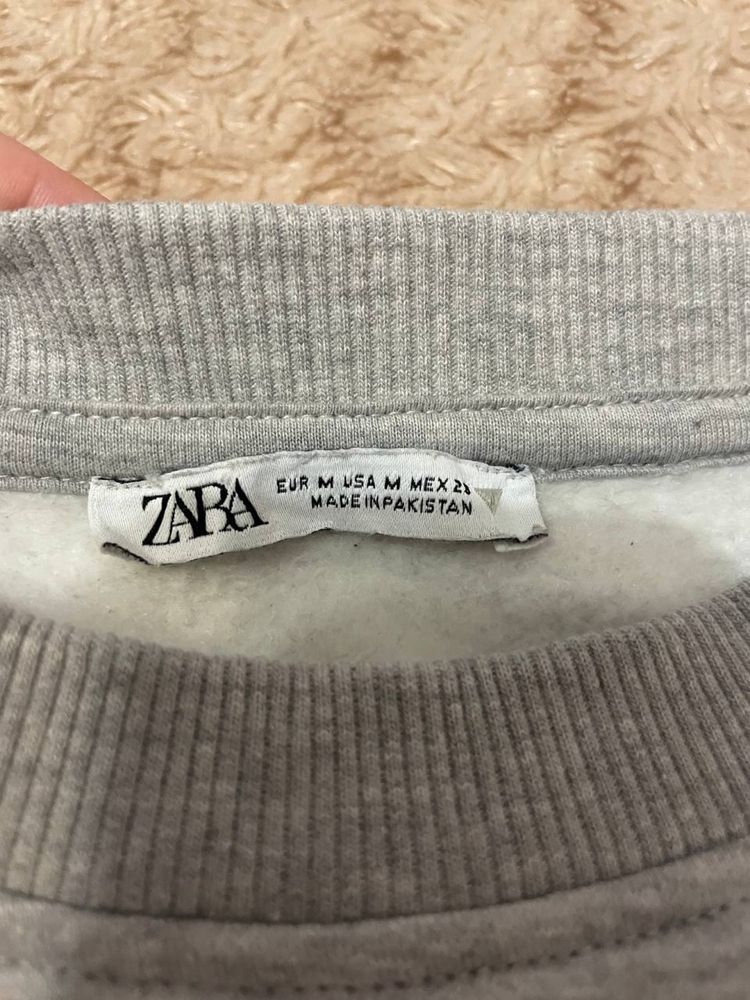 ZARA
EUR M USA M MEX 28
MADE IN PAKISTAN